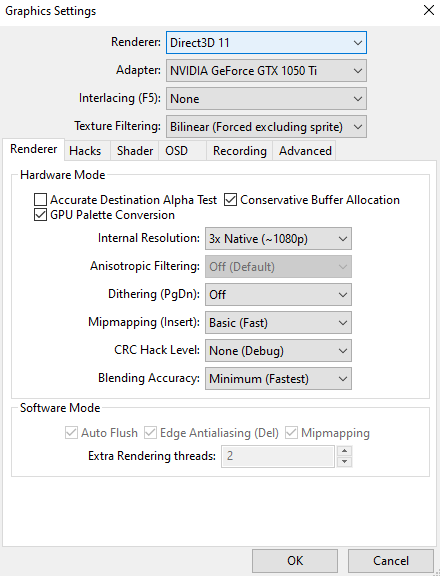 Graphics Settings
Renderer: Direct3D 11
Adapter: NVIDIA GeForce GTX 1050 Ti
Interlacing (F5): None
Texture Filtering: Bilinear (Forced excluding sprite)
Renderer Hacks Shader OSD Recording Advanced
Hardware Mode
Accurate Destination Alpha Test Conservative Buffer Allocation
GPU Palette Conversion
Internal Resolution: 3x Native (~1080p)
Anisotropic Filtering: Off (Default)
Dithering (PgDn): Off
Mipmapping (Insert): Basic (Fast)
CRC Hack Level: None (Debug)
Blending Accuracy: Minimum (Fastest)
Software Mode
Auto Flush Edge Antialiasing (Del) Mipmapping
Extra Rendering threads: 2
OK Cancel